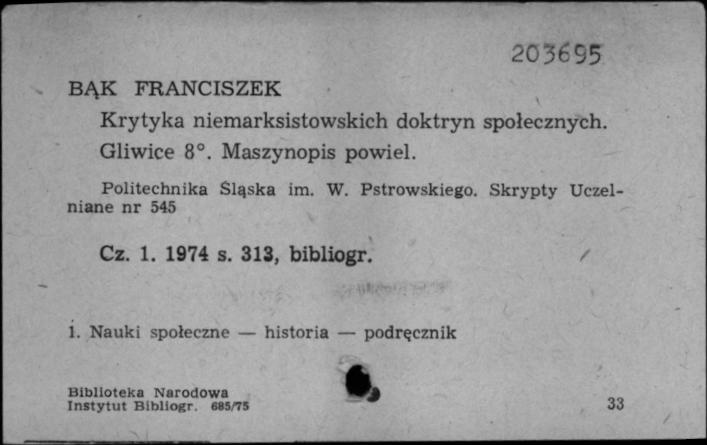 203695
BĄK FRANCISZEK
Krytyka niemarksistowskich doktryn społecznych.
Gliwice 8°. Maszynopis powiel.
Politechnika Śląska im. W. Pstrowskiego. Skrypty Uczel-
niane nr 545
Cz. 1. 1974 s. 313, bibliogr.
1. Nauki społeczne — historia — podręcznik
Biblioteka Narodowa
Instytut Bibliogr. 685/75
33